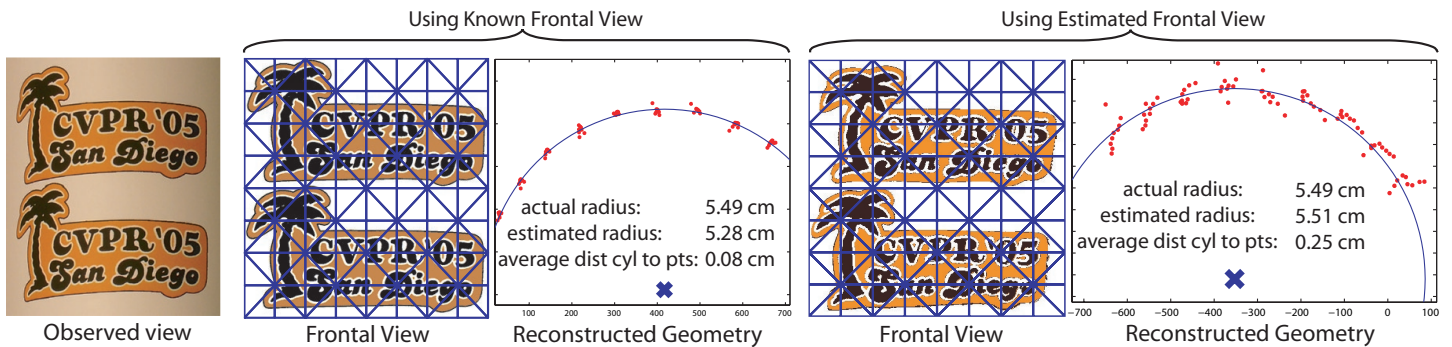 Using Known Frontal View
Using Estimated Frontal View
CVPR '05
San Diego
CVPR '05
San Diego
Observed view
CVPR '05
San Diego
CVPR '05
San Diego
Frontal View
actual radius: 5.49 cm
estimated radius: 5.28 cm
average dist cyl to pts: 0.08 cm
100 200 300 400 500 600 700
Reconstructed Geometry
CVPR '05
San Diego
CVPR '05
San Diego
Frontal View
actual radius: 5.49 cm
estimated radius: 5.51 cm
average dist cyl to pts: 0.25 cm
−700 −600 −500 −400 −300 −200 −100 0 100
Reconstructed Geometry